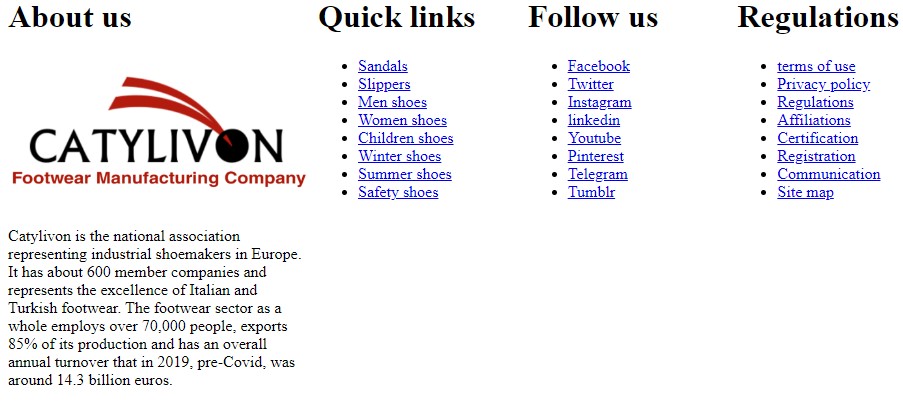 About us
CATYLIVON
Footwear Manufacturing Company
Catylivon is the national association
representing industrial shoemakers in Europe.
It has about 600 member companies and
represents the excellence of Italian and
Turkish footwear. The footwear sector as a
whole employs over 70,000 people, exports
85% of its production and has an overall
annual turnover that in 2019, pre-Covid, was
around 14.3 billion euros.
Quick links
Sandals
Slippers
Men shoes
Women shoes
Children shoes
Winter shoes
Summer shoes
Safety shoes
Follow us
Facebook
Twitter
Instagram
linkedin
Youtube
Pinterest
Telegram
Tumblr
Regulations
terms of use
Privacy policy
Regulations
Affiliations
Certification
Registration
Communication
Site map